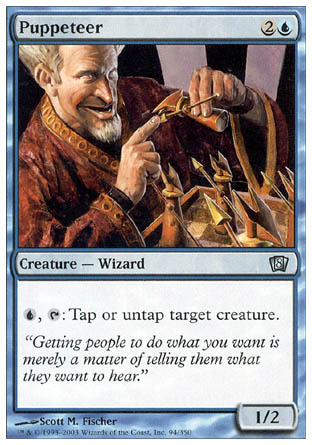 Puppeteer 2
Creature — Wizard 8
: Tap or untap target creature.
“Getting people to do what you want is
merely a matter of telling them what
they want to hear.”
Scott M. Fischer
™ & © 1993–2003 Wizards of the Coast, Inc. 94/350
1/2